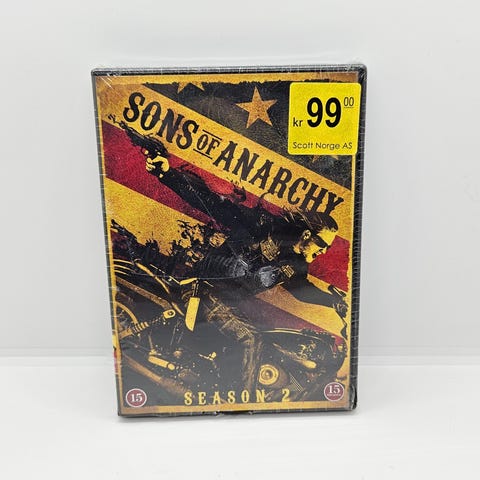 SONS OF ANARCHY
kr 99 00
Scott Norge AS
SEASON 2
15
15